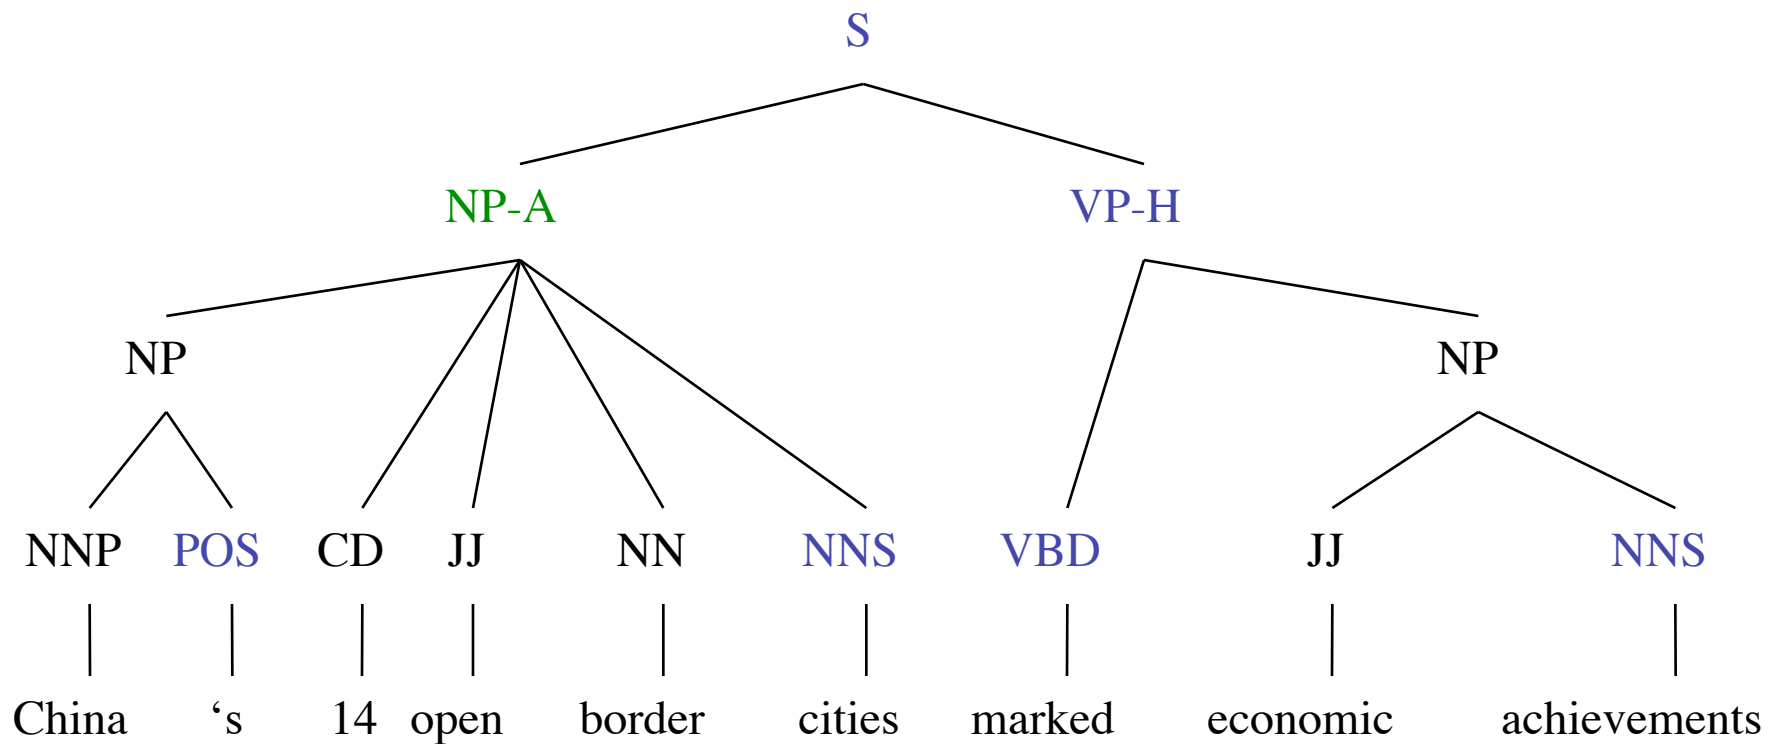 S
NP-A VP-H
NP NP
NNP POS CD JJ NN NNS VBD JJ NNS
China ‘s 14 open border cities marked economic achievements